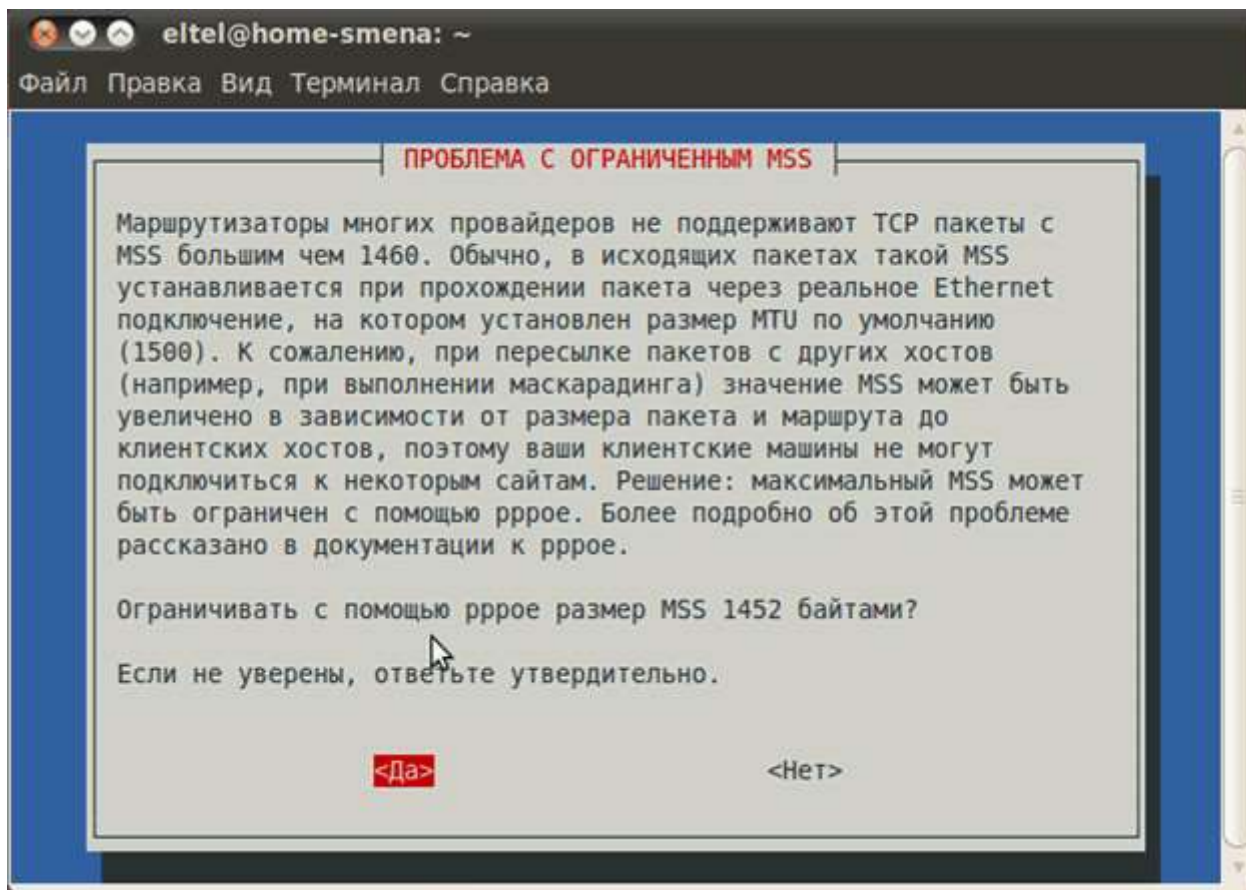 eltel@home-smena: ~
Файл Правка Вид Терминал Справка
ПРОБЛЕМА С ОГРАНИЧЕННЫМ MSS
Маршрутизаторы многих провайдеров не поддерживают TCP пакеты с
MSS большим чем 1460. Обычно, в исходящих пакетах такой MSS
устанавливается при прохождении пакета через реальное Ethernet
подключение, на котором установлен размер MTU по умолчанию
(1500). К сожалению, при пересылке пакетов с других хостов
(например, при выполнении маскарадинга) значение MSS может быть
увеличено в зависимости от размера пакета и маршрута до
клиентских хостов, поэтому ваши клиентские машины не могут
подключиться к некоторым сайтам. Решение: максимальный MSS может
быть ограничен с помощью pppoe. Более подробно об этой проблеме
рассказано в документации к pppoe.
Ограничивать с помощью pppoe размер MSS 1452 байтами?
Если не уверены, ответьте утвердительно.
<Да> <Нет>